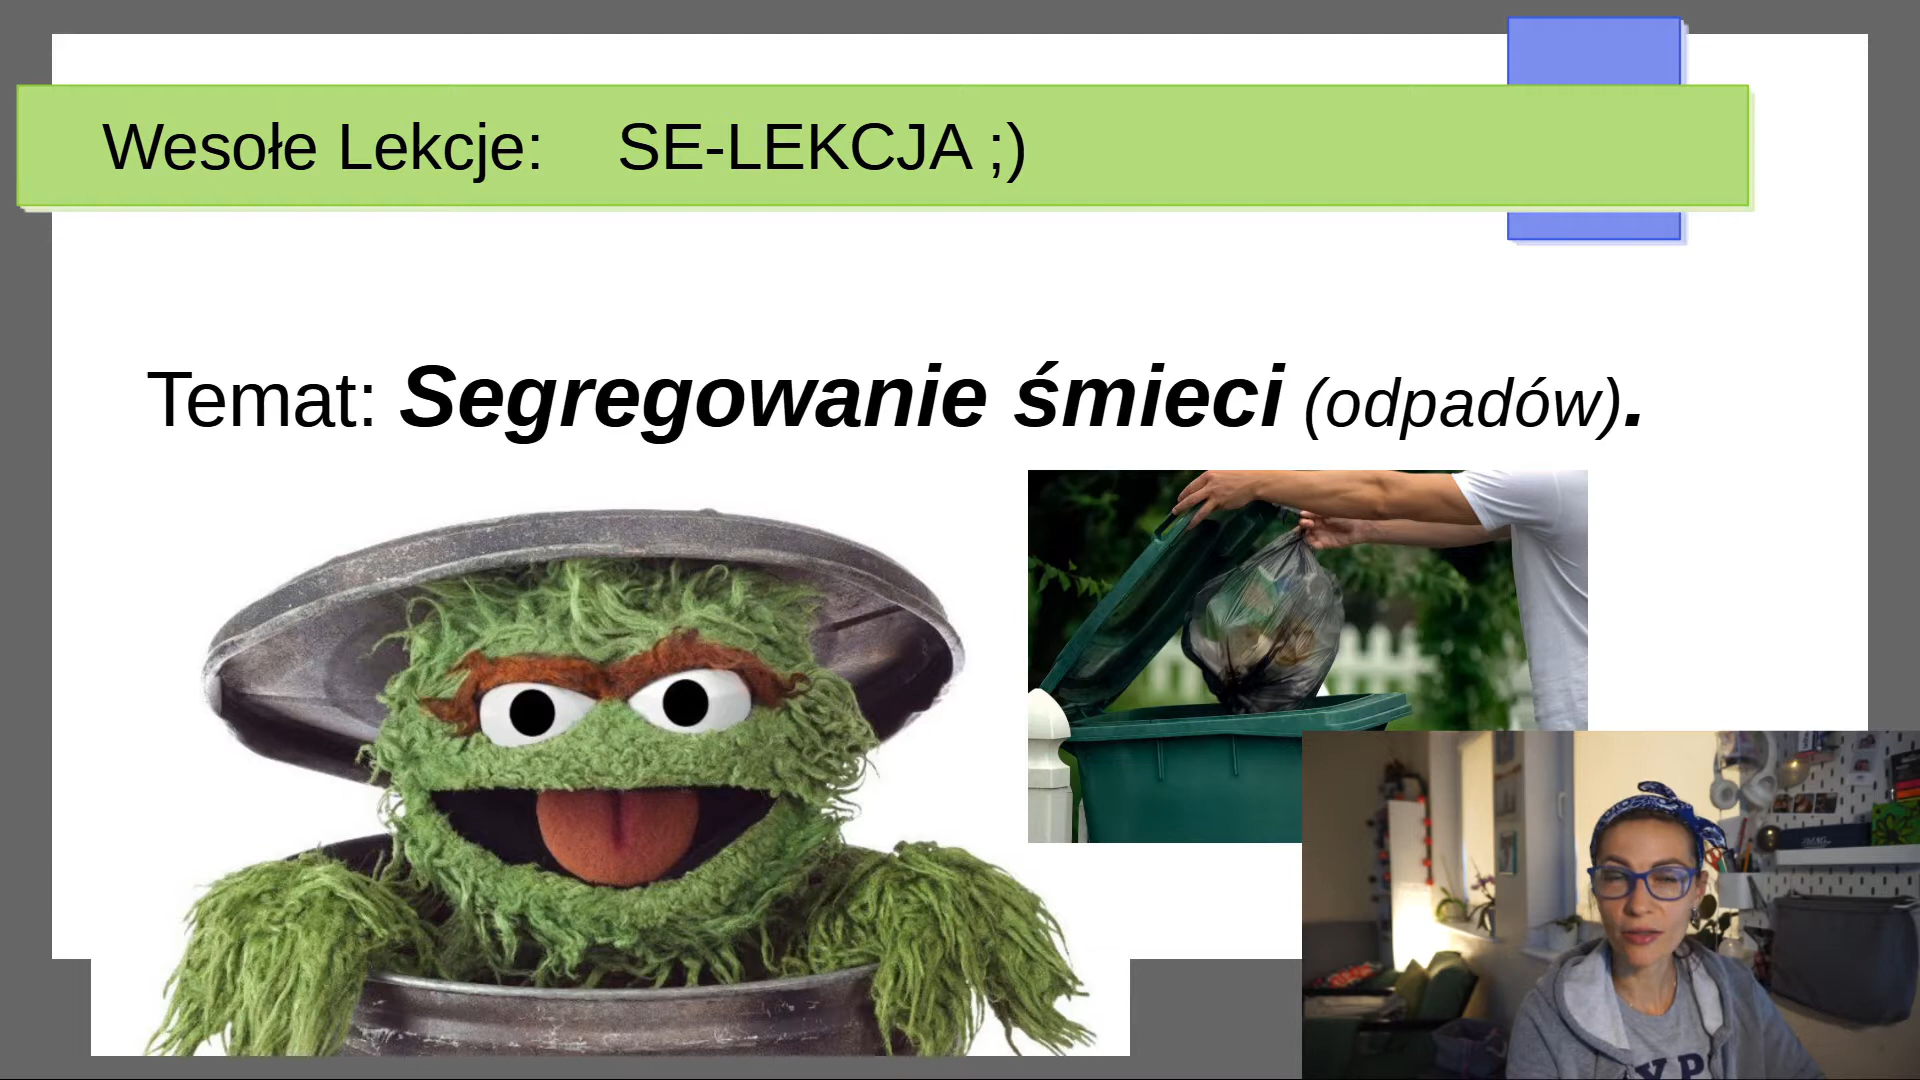 Wesołe Lekcje: SE-LEKCJA ;)
Temat: Segregowanie śmieci (odpadów).